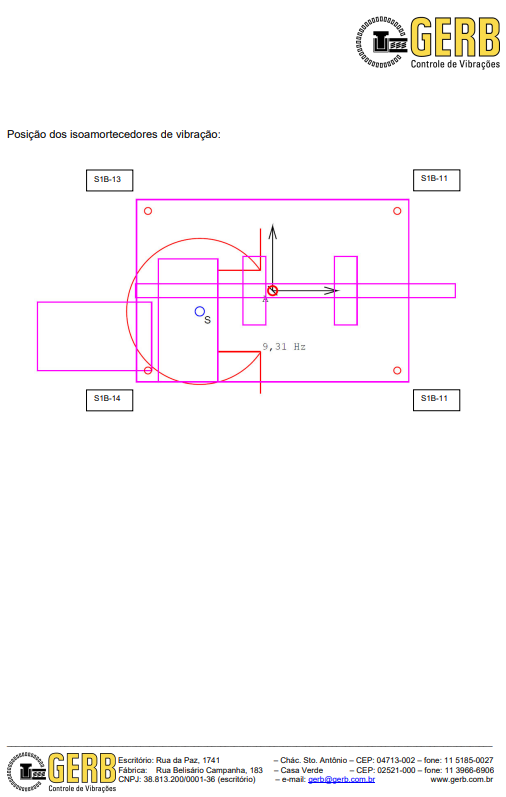 GERB
Controle de Vibrações
Posição dos isoamortecedores de vibração:
S1B-13
S1B-11
A
S
9,31 Hz
S1B-14
S1B-11
GERB
Controle de Vibrações
Escritório: Rua da Paz, 1741 – Chác. Sto. Antônio – CEP: 04713-002 – fone: 11 5185-0027
Fábrica: Rua Belisário Campanha, 183 – Casa Verde – CEP: 02521-000 – fone: 11 3966-6906
CNPJ: 38.813.200/0001-36 (escritório) – e-mail: gerb@gerb.com.br www.gerb.com.br